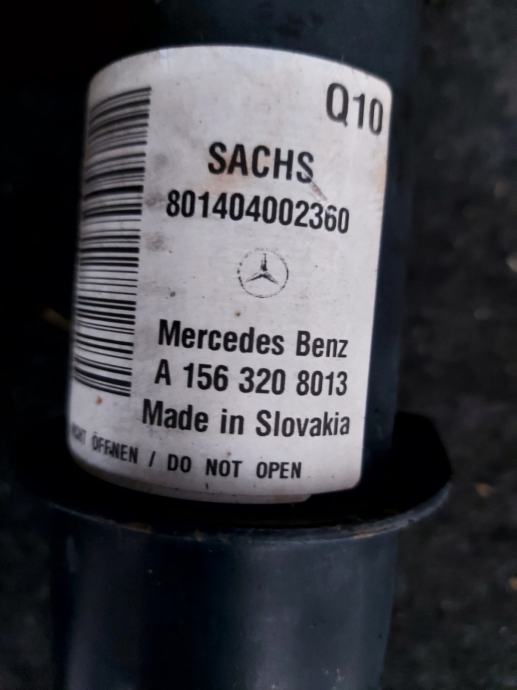 Q10
SACHS
801404002360
Mercedes Benz
A 156 320 8013
Made in Slovakia
ÖFFNEN / DO NOT OPEN